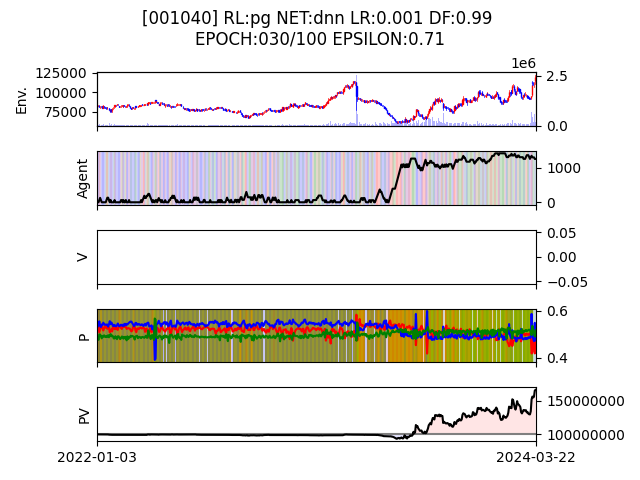 [001040] RL:pg NET:dnn LR:0.001 DF:0.99
EPOCH:030/100 EPSILON:0.71
1e6
125000
100000
75000
Env.
2.5
0.0
Agent
1000
0
V
0.05
0.00
−0.05
P
0.6
0.4
PV
150000000
100000000
2022-01-03
2024-03-22